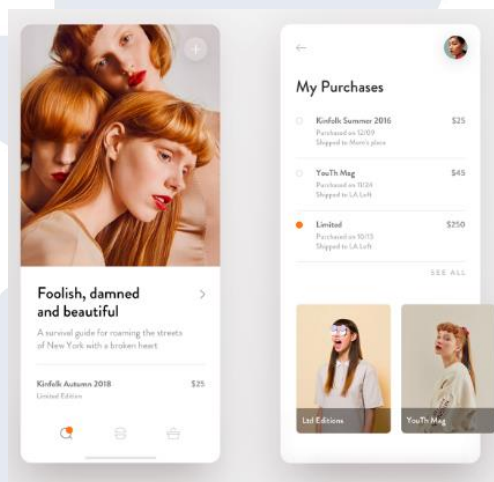 Foolish, damned
and beautiful
A survival guide for roaming the streets
of New York with a broken heart
Kinfolk Autumn 2018
$25
Limited Edition
My Purchases
Kinfolk Summer 2016
$25
Purchased on 12/09
Shipped to Mom's place
YouTh Mag
$45
Purchased on 11/24
Shipped to LA Loft
Limited
$250
Purchased on 10/13
Shipped to LA Loft
SEE ALL
Ltd Editions
YouTh Mag